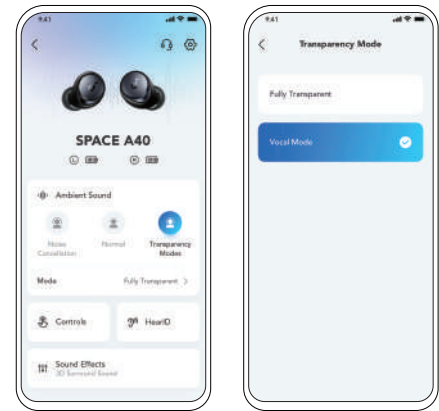 9:41
SPACE A40
L
R
Ambient Sound
Noise
Cancellation
Normal
Transparency
Modes
Mode
Fully Transparent >
Controls
HearID
Sound Effects
3D Surround Sound
9:41
Transparency Mode
Fully Transparent
Vocal Mode